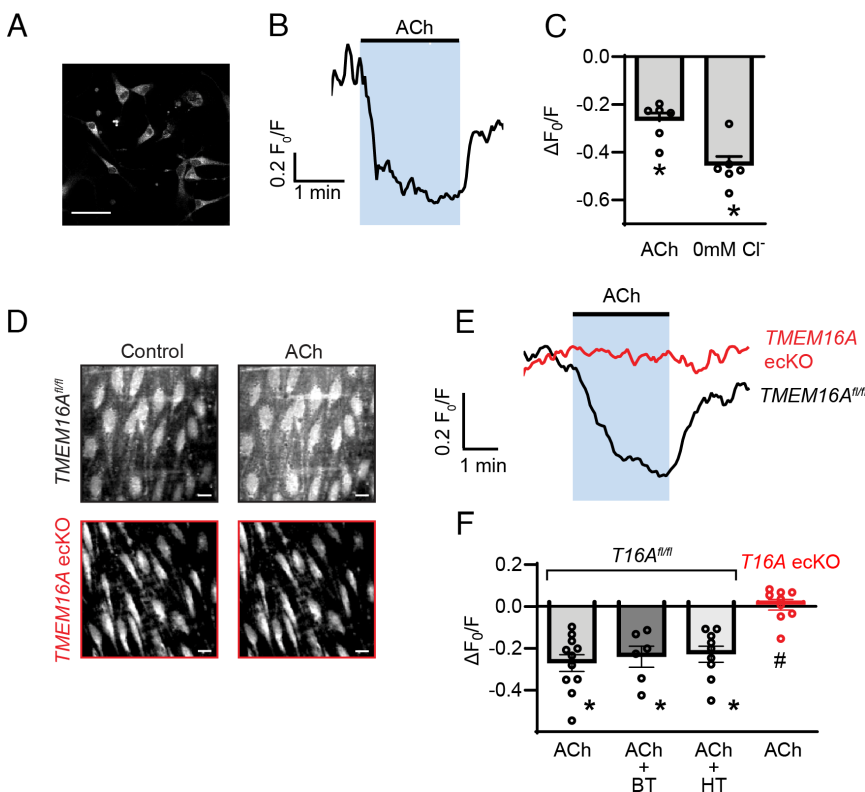 A
B
ACh
0.2 F₀/F
1 min
C
0.0
-0.2
-0.4
-0.6
ΔF₀/F
*
*
ACh
0mM Cl⁻
D
Control
ACh
TMEM16Aᶠˡ/ᶠˡ
TMEM16A ecKO
E
ACh
TMEM16A
ecKO
TMEM16Aᶠˡ/ᶠˡ
0.2 F₀/F
1 min
F
T16Aᶠˡ/ᶠˡ
T16A ecKO
0.2
0.0
-0.2
-0.4
ΔF₀/F
*
*
*
#
ACh
ACh
+
BT
ACh
+
HT
ACh